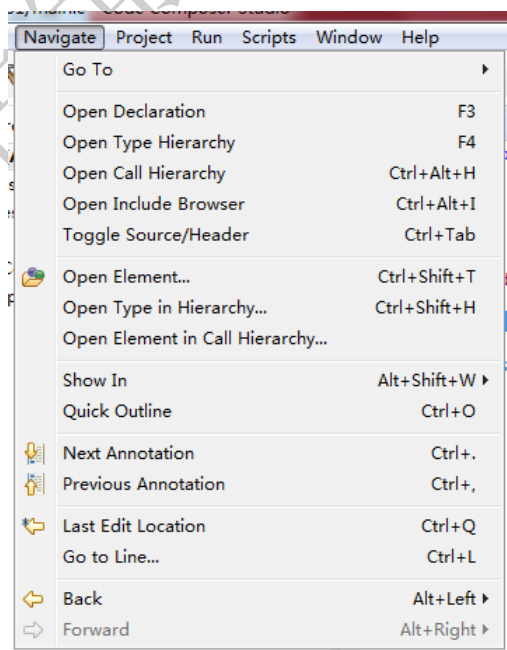 Code Composer Studio
Navigate Project Run Scripts Window Help
Go To
Open Declaration F3
Open Type Hierarchy F4
Open Call Hierarchy Ctrl+Alt+H
Open Include Browser Ctrl+Alt+I
Toggle Source/Header Ctrl+Tab
Open Element... Ctrl+Shift+T
Open Type in Hierarchy... Ctrl+Shift+H
Open Element in Call Hierarchy...
Show In Alt+Shift+W
Quick Outline Ctrl+O
Next Annotation Ctrl+.
Previous Annotation Ctrl+,
Last Edit Location Ctrl+Q
Go to Line... Ctrl+L
Back Alt+Left
Forward Alt+Right